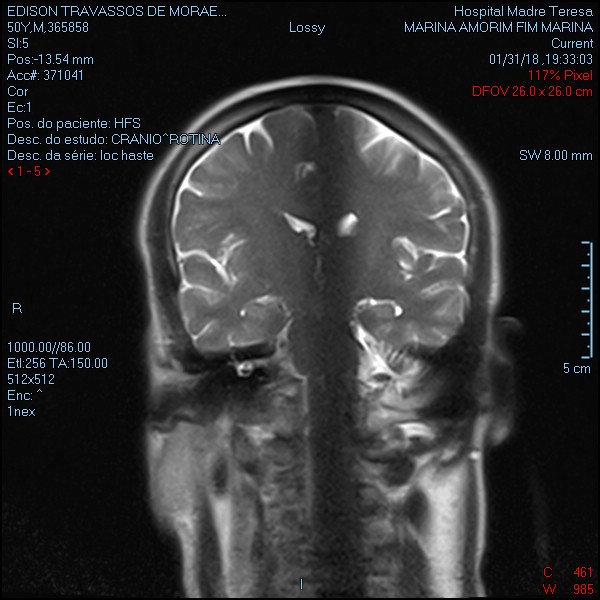 EDISON TRAVASSOS DE MORAE...
50Y,M,365858
Sl:5
Pos:-13.54 mm
Acc#: 371041
Cor
Ec:1
Pos. do paciente: HFS
Desc. do estudo: CRANIO^ROTINA
Desc. da série: loc haste
< 1 - 5 >
Lossy
Hospital Madre Teresa
MARINA AMORIM FIM MARINA
Current
01/31/18 ,19:33:03
117% Pixel
DFOV 26.0 x 26.0 cm
SW 8.00 mm
R
5 cm
1000.00//86.00
Etl:256 TA:150.00
512x512
Enc: ^
1nex
I
C 461
W 985